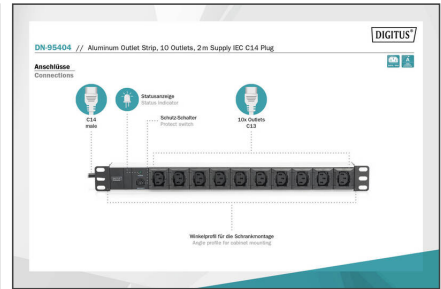 DIGITUS®
DN-95404 // Aluminum Outlet Strip, 10 Outlets, 2 m Supply IEC C14 Plug
Anschlüsse
Connections
Statusanzeige
Status indicator
Schutz-Schalter
Protect switch
C14
male
10x Outlets
C13
Winkelprofil für die Schrankmontage
Angle profile for cabinet mounting